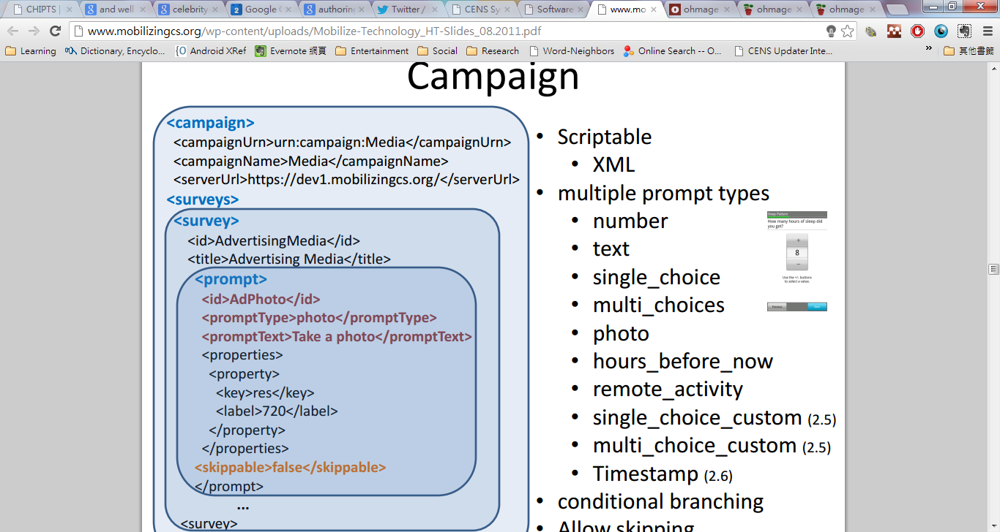 CHIPTS |
and well
celebrity
Google
authoring
Twitter /
CENS Sy
Software
www.mo
ohmage
ohmage
ohmage
www.mobilizingcs.org/wp-content/uploads/Mobilize-Technology_HT-Slides_08.2011.pdf
Learning
Dictionary, Encyclo...
Android XRef
Evernote 網頁
Entertainment
Social
Research
Word-Neighbors
Online Search -- O...
CENS Updater Inte...
»
其他書籤
Campaign
<campaign>
<campaignUrn>urn:campaign:Media</campaignUrn>
<campaignName>Media</campaignName>
<serverUrl>https://dev1.mobilizingcs.org/</serverUrl>
<surveys>
<survey>
<id>AdvertisingMedia</id>
<title>Advertising Media</title>
<prompt>
<id>AdPhoto</id>
<promptType>photo</promptType>
<promptText>Take a photo</promptText>
<properties>
<property>
<key>res</key>
<label>720</label>
</property>
</properties>
<skippable>false</skippable>
</prompt>
...
<survey>
• Scriptable
• XML
• multiple prompt types
• number
• text
• single_choice
• multi_choices
• photo
• hours_before_now
• remote_activity
• single_choice_custom (2.5)
• multi_choice_custom (2.5)
• Timestamp (2.6)
• conditional branching
• Allow skipping
Sleep Pattern
How many hours of sleep did
you get?
+
8
−
Use the +/- buttons
to select a value.
Previous